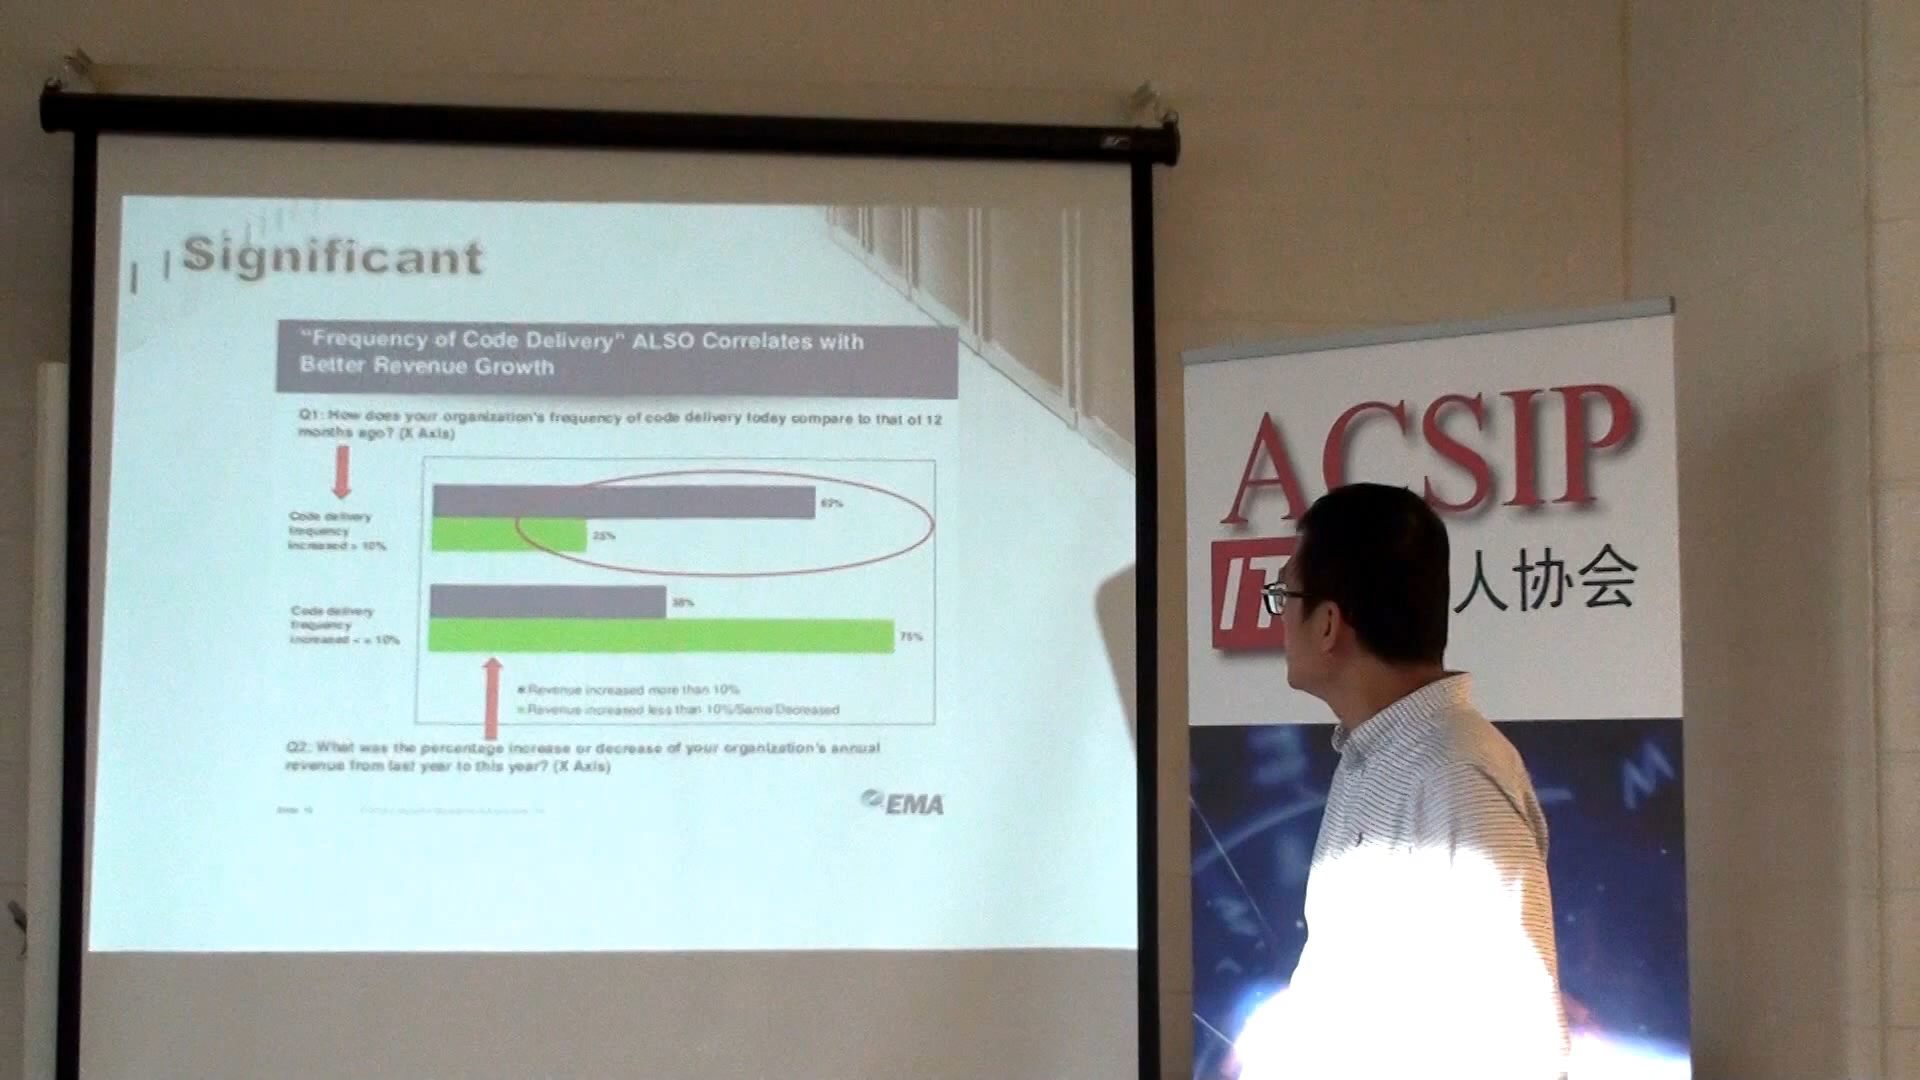 Significant
"Frequency of Code Delivery" ALSO Correlates with
Better Revenue Growth
Q1: How does your organization's frequency of code delivery today compare to that of 12
months ago? (X Axis)
Code delivery
frequency
increased > 10%
62%
25%
Code delivery
frequency
increased < = 10%
38%
75%
Revenue increased more than 10%
Revenue increased less than 10%/Same/Decreased
Q2: What was the percentage increase or decrease of your organization's annual
revenue from last year to this year? (X Axis)
EMA
ACSIP
IT
人协会